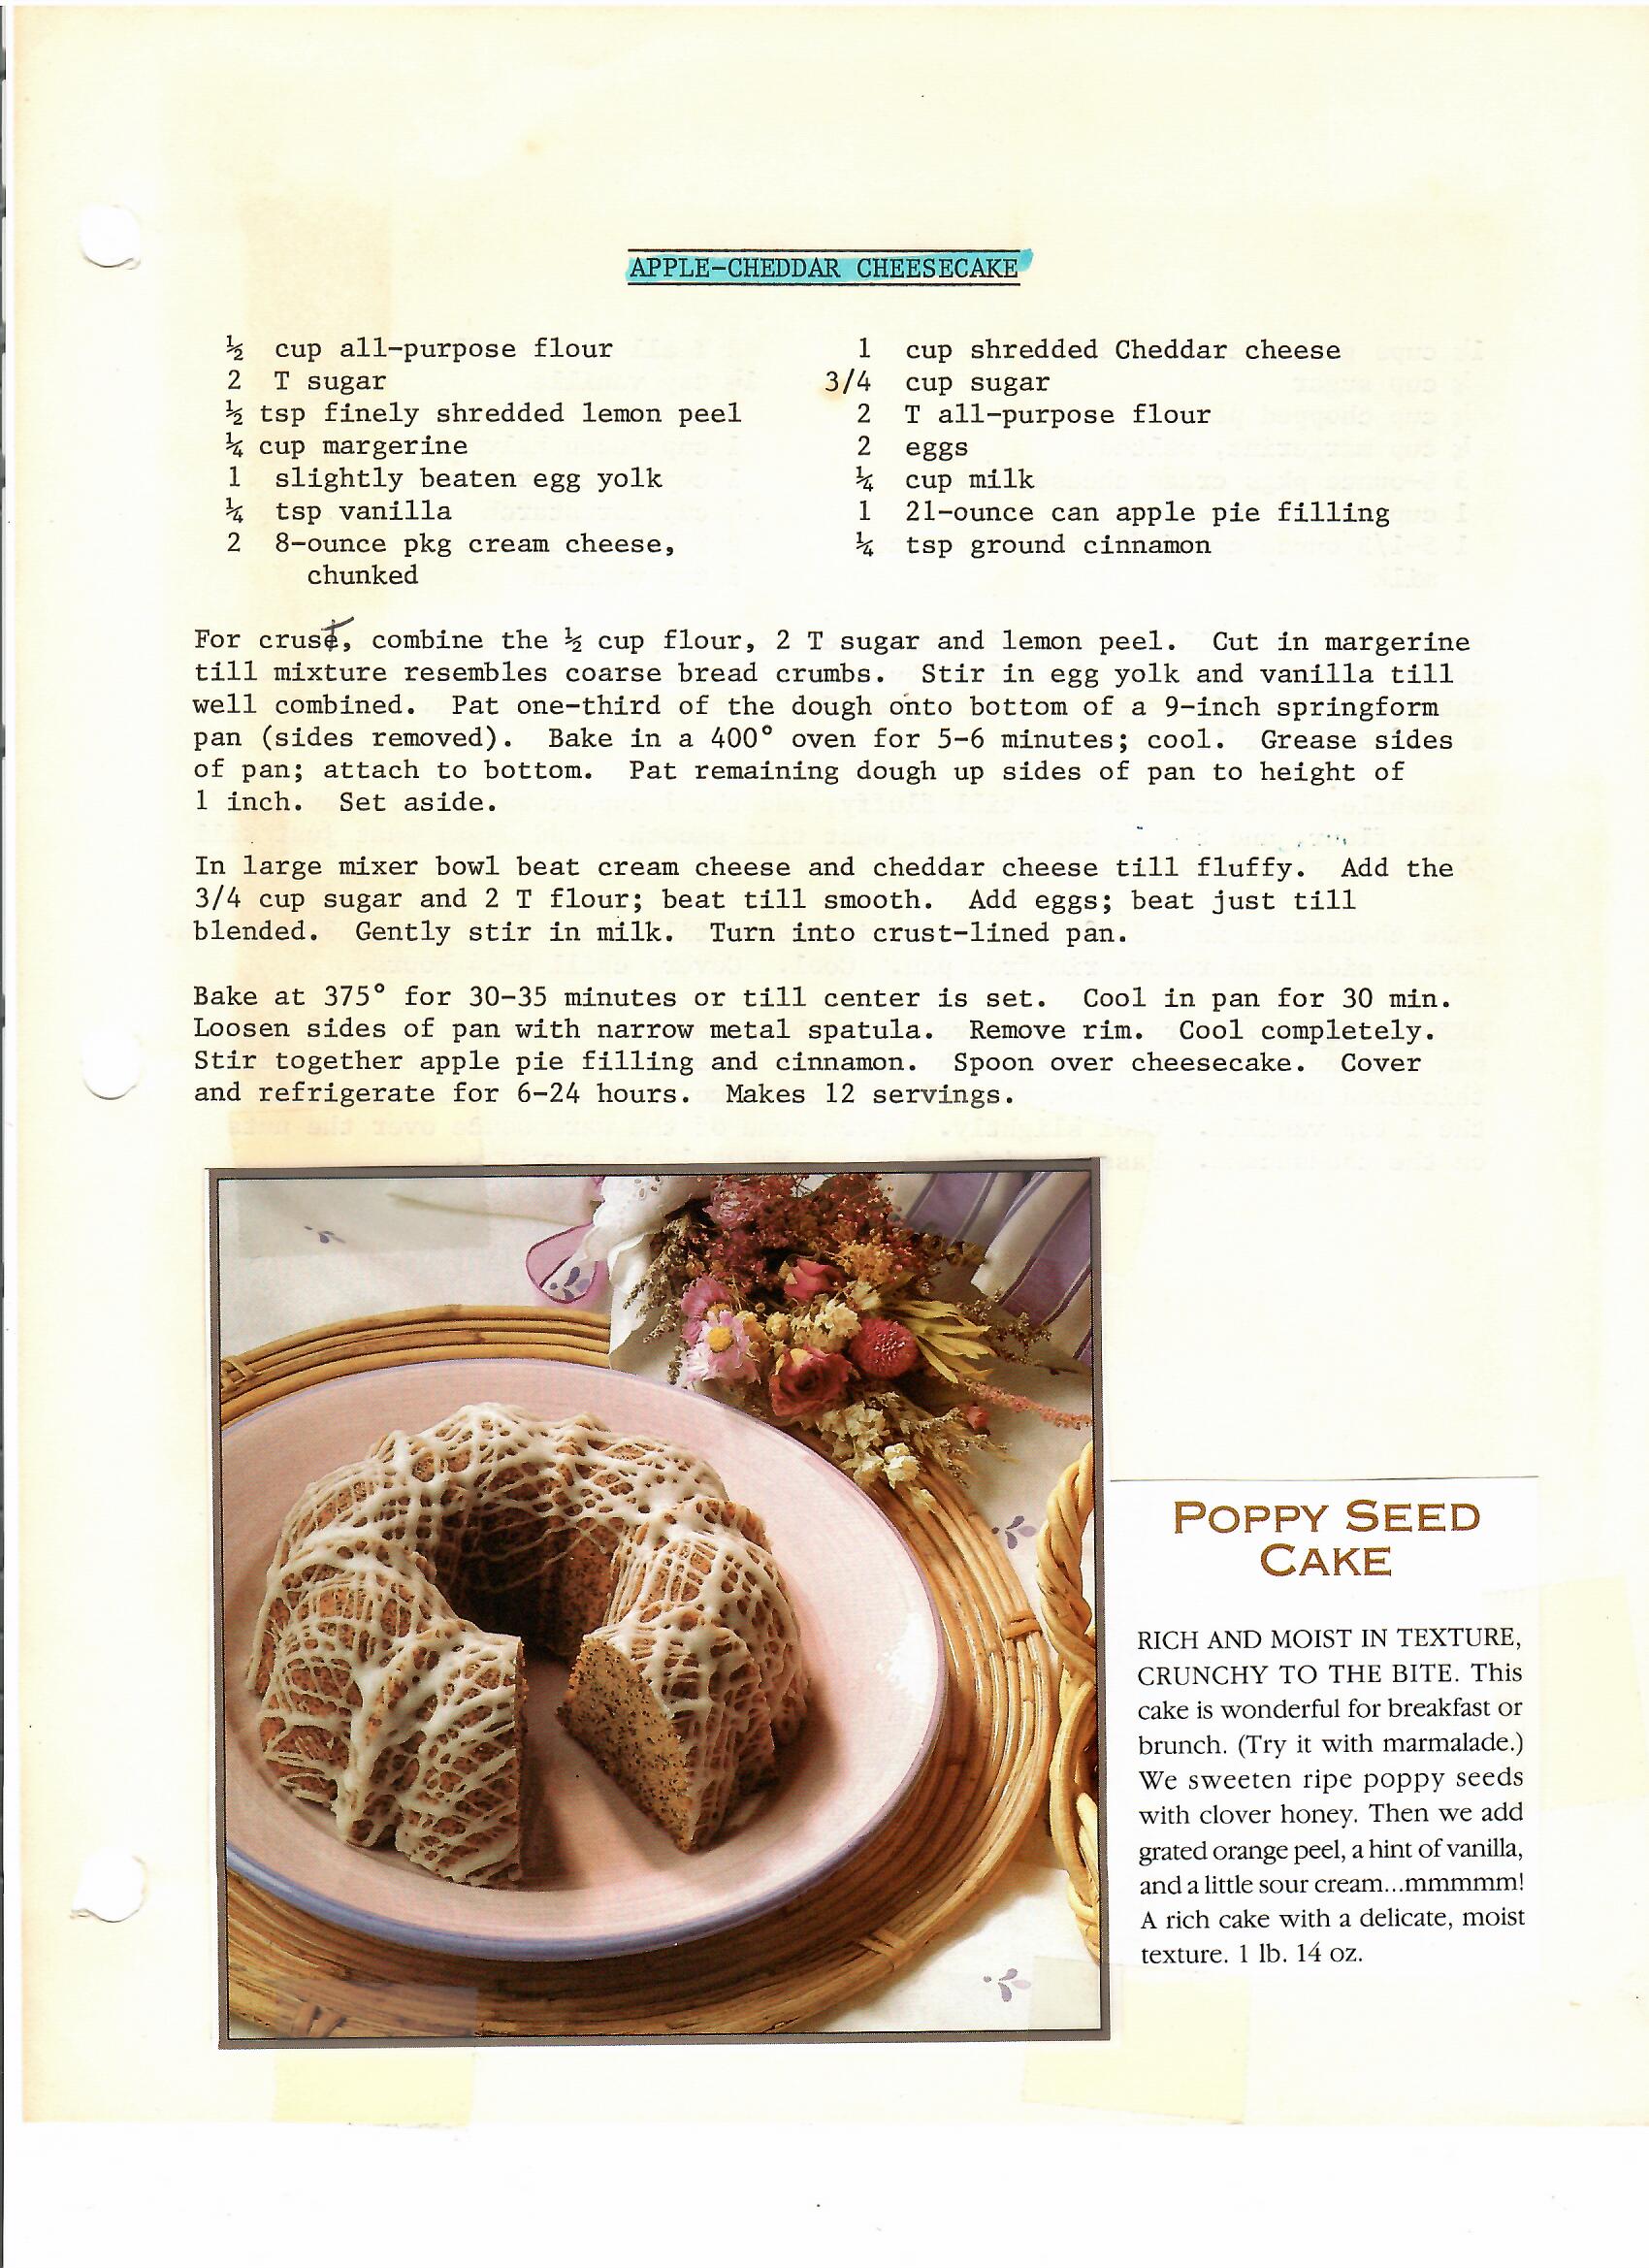 APPLE-CHEDDAR CHEESECAKE
½ cup all-purpose flour
2 T sugar
½ tsp finely shredded lemon peel
¼ cup margerine
1 slightly beaten egg yolk
¼ tsp vanilla
2 8-ounce pkg cream cheese,
chunked
1 cup shredded Cheddar cheese
3/4 cup sugar
2 T all-purpose flour
2 eggs
¼ cup milk
1 21-ounce can apple pie filling
¼ tsp ground cinnamon
For crust, combine the ½ cup flour, 2 T sugar and lemon peel. Cut in margerine
till mixture resembles coarse bread crumbs. Stir in egg yolk and vanilla till
well combined. Pat one-third of the dough onto bottom of a 9-inch springform
pan (sides removed). Bake in a 400° oven for 5-6 minutes; cool. Grease sides
of pan; attach to bottom. Pat remaining dough up sides of pan to height of
1 inch. Set aside.
In large mixer bowl beat cream cheese and cheddar cheese till fluffy. Add the
3/4 cup sugar and 2 T flour; beat till smooth. Add eggs; beat just till
blended. Gently stir in milk. Turn into crust-lined pan.
Bake at 375° for 30-35 minutes or till center is set. Cool in pan for 30 min.
Loosen sides of pan with narrow metal spatula. Remove rim. Cool completely.
Stir together apple pie filling and cinnamon. Spoon over cheesecake. Cover
and refrigerate for 6-24 hours. Makes 12 servings.
POPPY SEED
CAKE
RICH AND MOIST IN TEXTURE,
CRUNCHY TO THE BITE. This
cake is wonderful for breakfast or
brunch. (Try it with marmalade.)
We sweeten ripe poppy seeds
with clover honey. Then we add
grated orange peel, a hint of vanilla,
and a little sour cream...mmmmm!
A rich cake with a delicate, moist
texture. 1 lb. 14 oz.